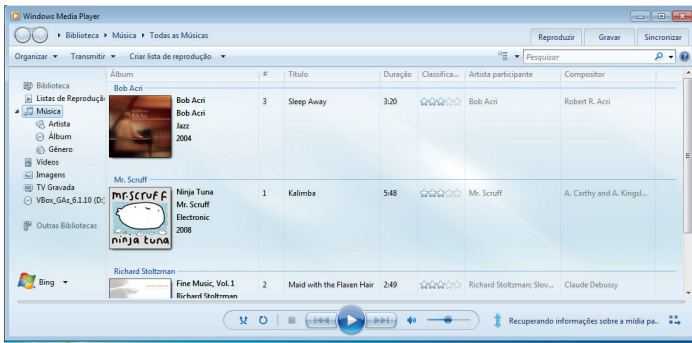 Windows Media Player
Biblioteca Música Todas as Músicas
Reproduzir Gravar Sincronizar
Organizar Transmitir Criar lista de reprodução Pesquisar
Álbum # Título Duração Classifica... Artista participante Compositor
Biblioteca
Listas de Reproduçã
Música
Artista
Álbum
Gênero
Vídeos
Imagens
TV Gravada
VBox_GAs_6.1.10 (D:
Outras Bibliotecas
Bing
Bob Acri
Bob Acri 3 Sleep Away 3:20 Bob Acri Robert R. Acri
Bob Acri
Jazz
2004
Mr. Scruff
mr.scruff
ninja tuna
Ninja Tuna 1 Kalimba 5:48 Mr. Scruff A. Carthy and A. Kingsl...
Mr. Scruff
Electronic
2008
Richard Stoltzman
Fine Music, Vol. 1 2 Maid with the Flaxen Hair 2:49 Richard Stoltzman; Slov... Claude Debussy
Richard Stoltzman
Recuperando informações sobre a mídia pa..